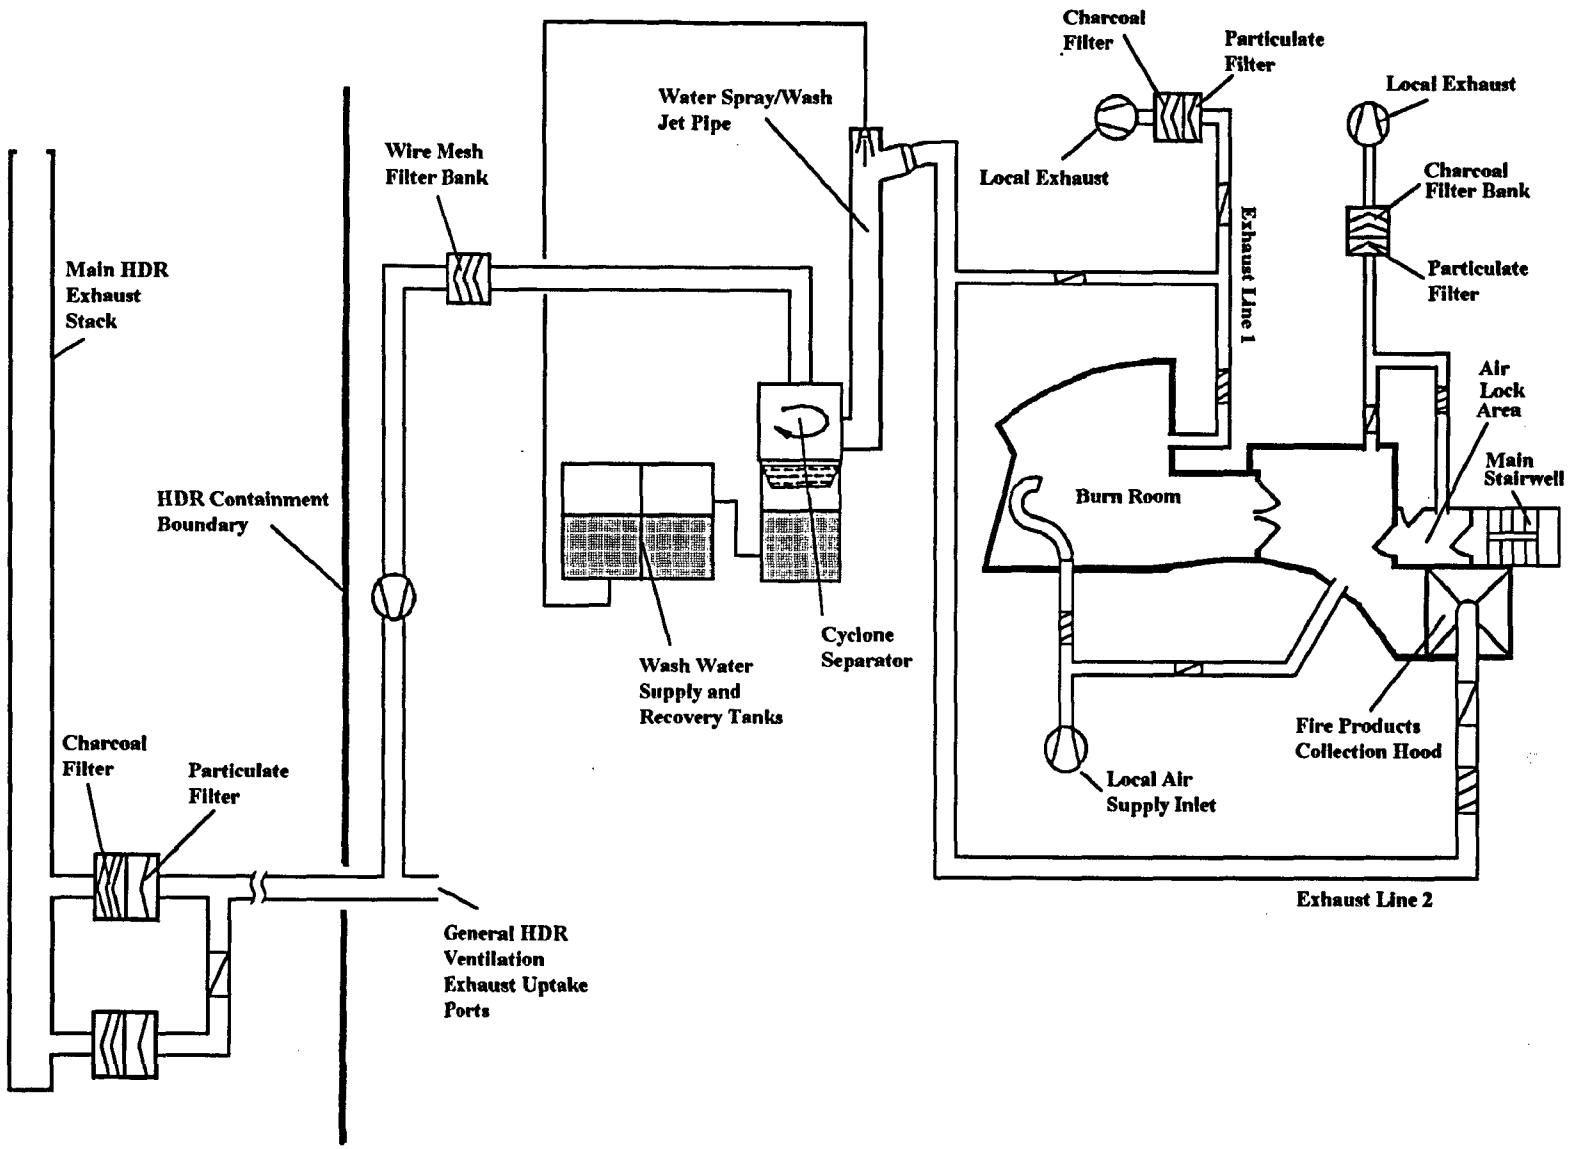 Charcoal
Filter
Particulate
Filter
Local Exhaust
Water Spray/Wash
Jet Pipe
Wire Mesh
Filter Bank
Local Exhaust
Charcoal
Filter Bank
Exhaust Line 1
Particulate
Filter
Main HDR
Exhaust
Stack
Air
Lock
Area
Main
Stairwell
HDR Containment
Boundary
Burn Room
Cyclone
Separator
Wash Water
Supply and
Recovery Tanks
Fire Products
Collection Hood
Charcoal
Filter
Particulate
Filter
Local Air
Supply Inlet
Exhaust Line 2
General HDR
Ventilation
Exhaust Uptake
Ports